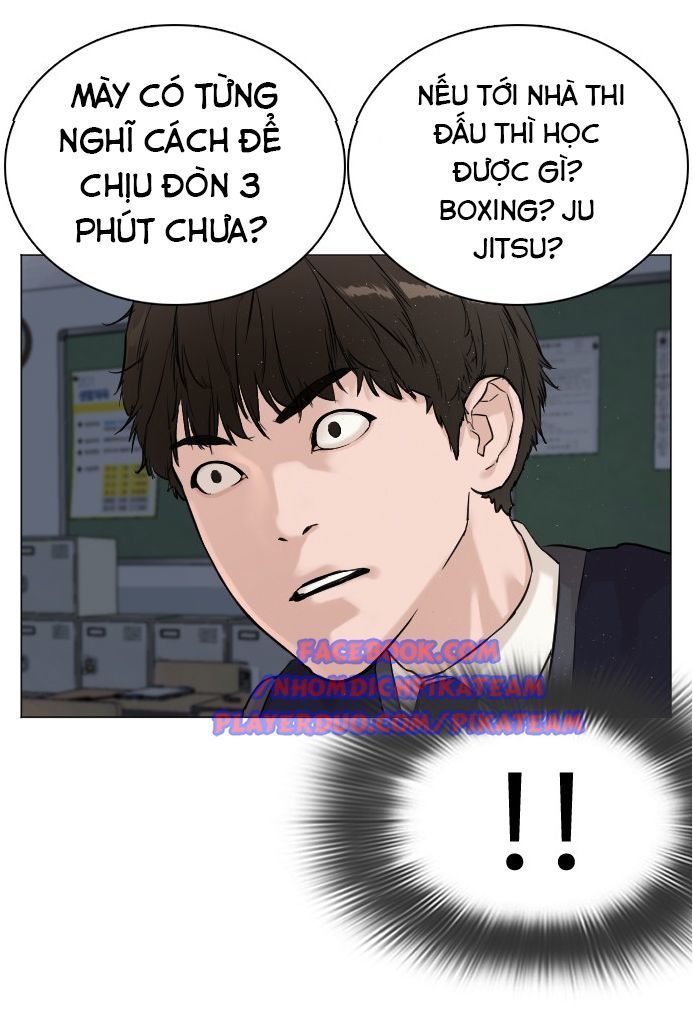 MÀY CÓ TỪNG
NGHĨ CÁCH ĐỂ
CHỊU ĐÒN 3
PHÚT CHƯA?
NẾU TỚI NHÀ THI
ĐẤU THÌ HỌC
ĐƯỢC GÌ?
BOXING? JU
JITSU?
FACEBOOK.COM
/NHOMDICHPIKATEAM
PLAYERDUO.COM/PIKATEAM
!!